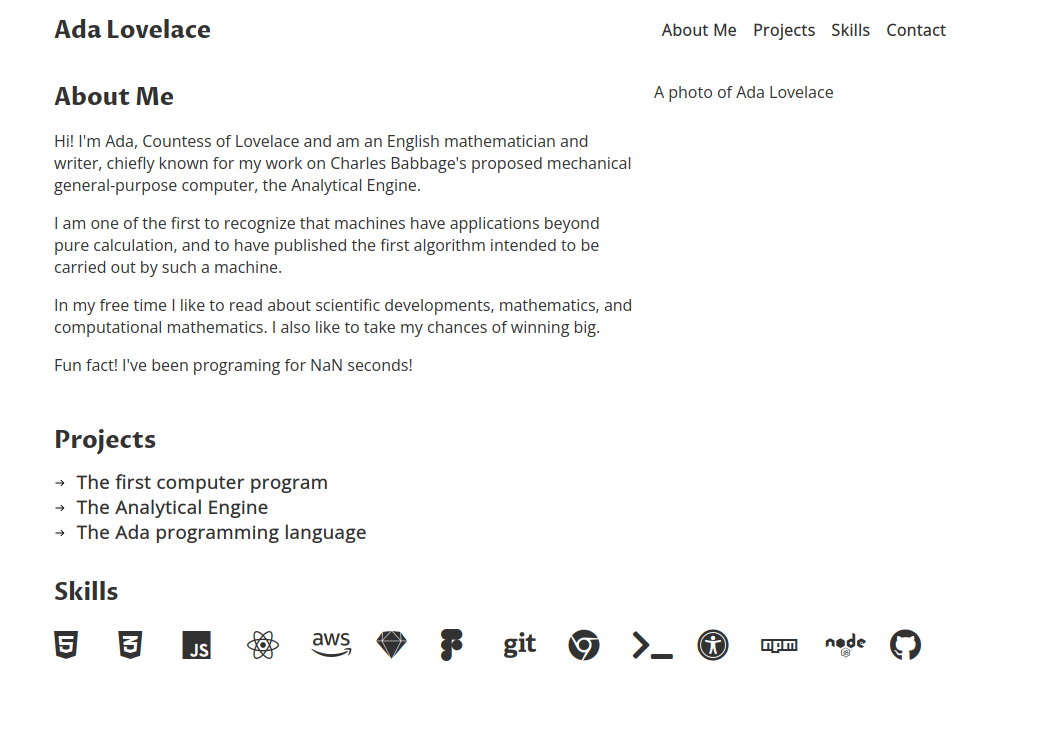 Ada Lovelace
About Me Projects Skills Contact
About Me
A photo of Ada Lovelace
Hi! I'm Ada, Countess of Lovelace and am an English mathematician and
writer, chiefly known for my work on Charles Babbage's proposed mechanical
general-purpose computer, the Analytical Engine.
I am one of the first to recognize that machines have applications beyond
pure calculation, and to have published the first algorithm intended to be
carried out by such a machine.
In my free time I like to read about scientific developments, mathematics, and
computational mathematics. I also like to take my chances of winning big.
Fun fact! I've been programing for NaN seconds!
Projects
→ The first computer program
→ The Analytical Engine
→ The Ada programming language
Skills
5 3 JS aws git npm node JS